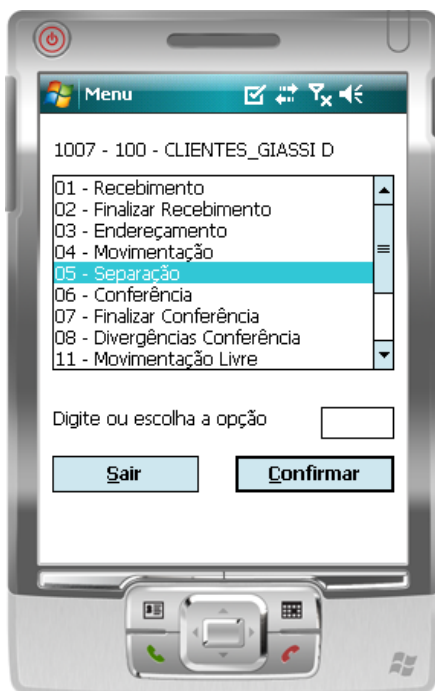 Menu
1007 - 100 - CLIENTES_GIASSI D
01 - Recebimento
02 - Finalizar Recebimento
03 - Endereçamento
04 - Movimentação
05 - Separação
06 - Conferência
07 - Finalizar Conferência
08 - Divergências Conferência
11 - Movimentação Livre
Digite ou escolha a opção
Sair Confirmar